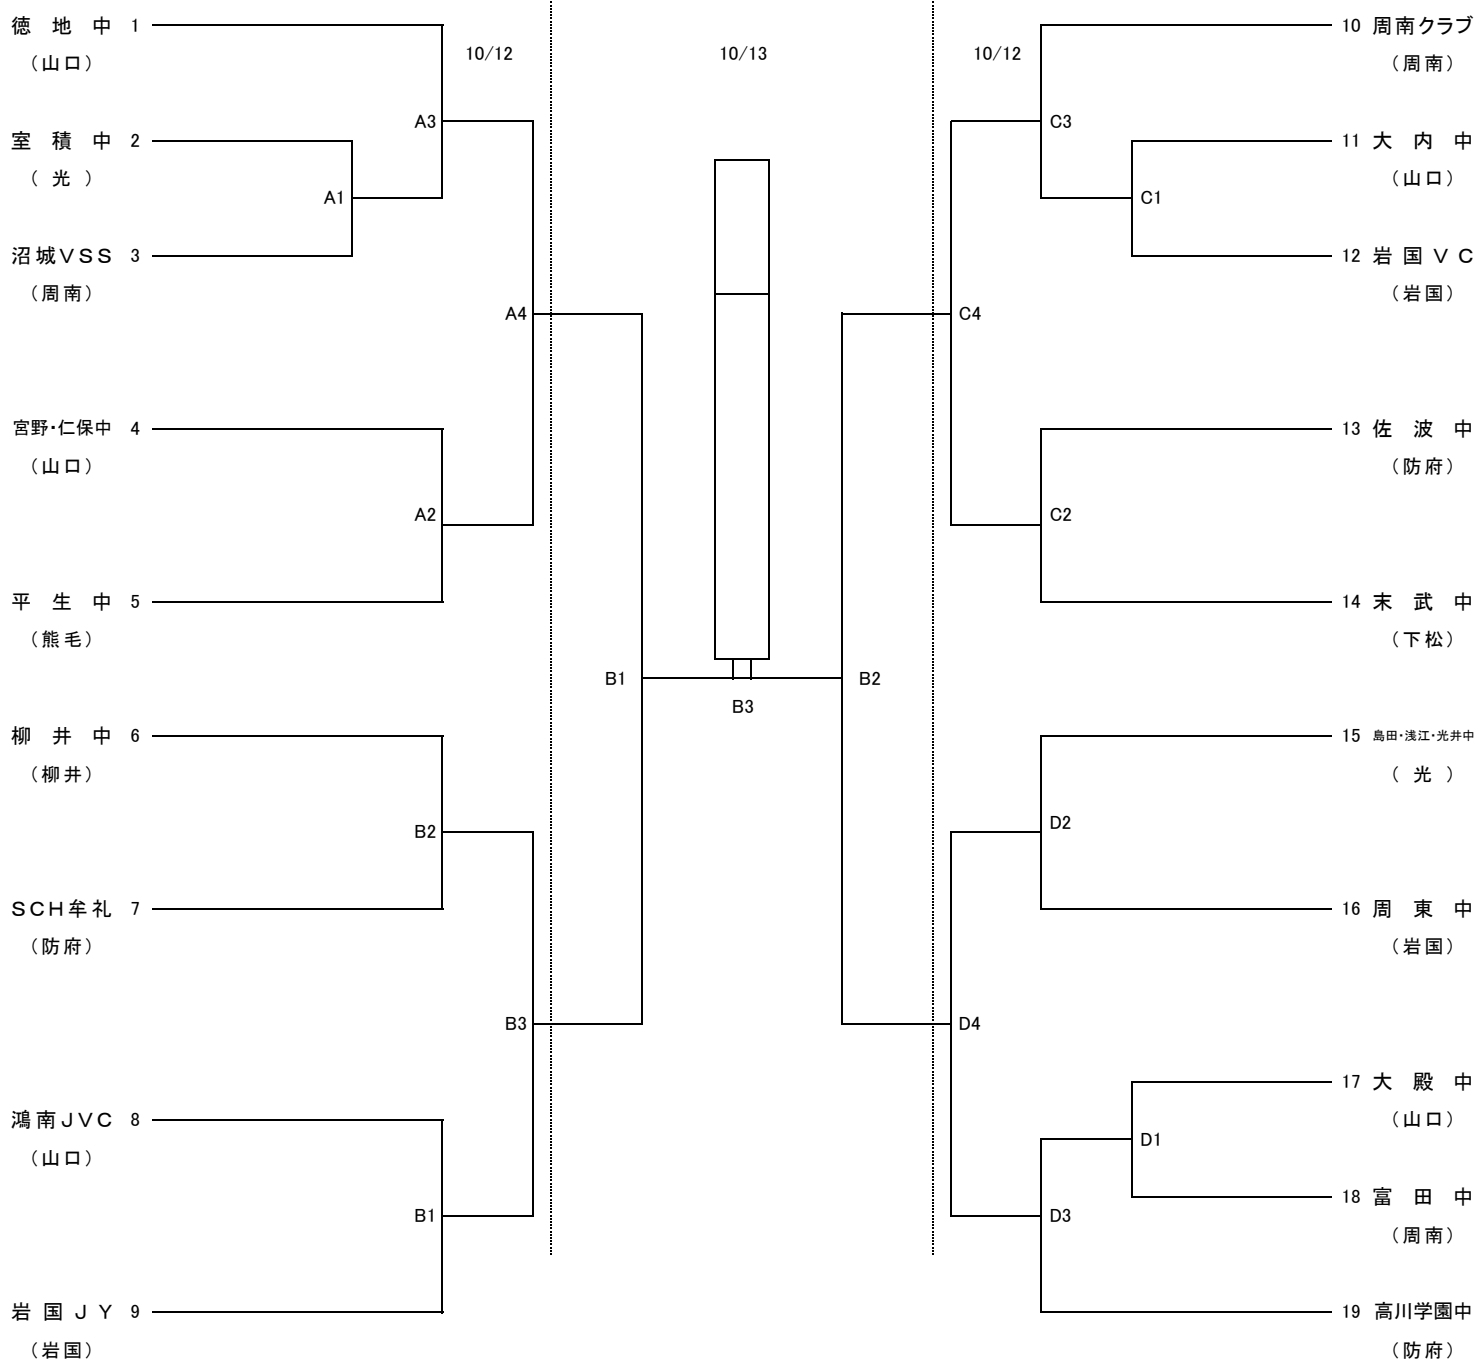 徳地中 1
（山口）
室積中 2
（光）
沼城VSS 3
（周南）
宮野・仁保中 4
（山口）
平生中 5
（熊毛）
柳井中 6
（柳井）
SCH牟礼 7
（防府）
鴻南JVC 8
（山口）
岩国JY 9
（岩国）
A1
A3
A2
A4
B2
B1
B3
10/12
10/13
10/12
B1
B3
B2
C4
D4
C3
C2
D2
D3
C1
D1
10 周南クラブ
（周南）
11 大内中
（山口）
12 岩国VC
（岩国）
13 佐波中
（防府）
14 末武中
（下松）
15 島田・浅江・光井中
（光）
16 周東中
（岩国）
17 大殿中
（山口）
18 富田中
（周南）
19 高川学園中
（防府）